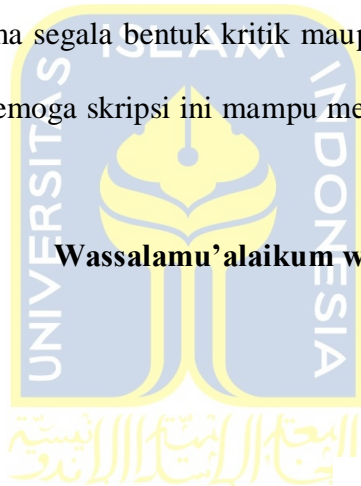 na segala bentuk kritik maup
emoga skripsi ini mampu me
Wassalamu’alaikum w
UNIVERSITAS ISLAM INDONESIA